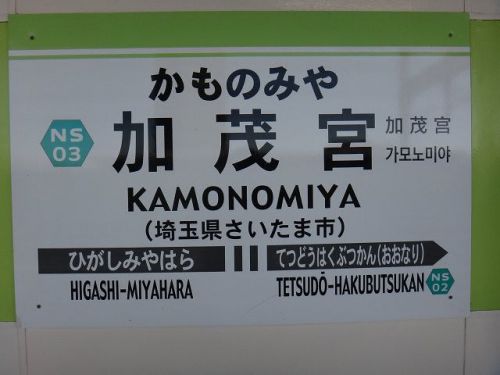 かものみや
NS
03
加茂宮
加茂宮
가모노미야
KAMONOMIYA
(埼玉県さいたま市)
ひがしみやはら
てつどうはくぶつかん(おおなり)
HIGASHI-MIYAHARA
TETSUDŌ-HAKUBUTSUKAN
NS
02